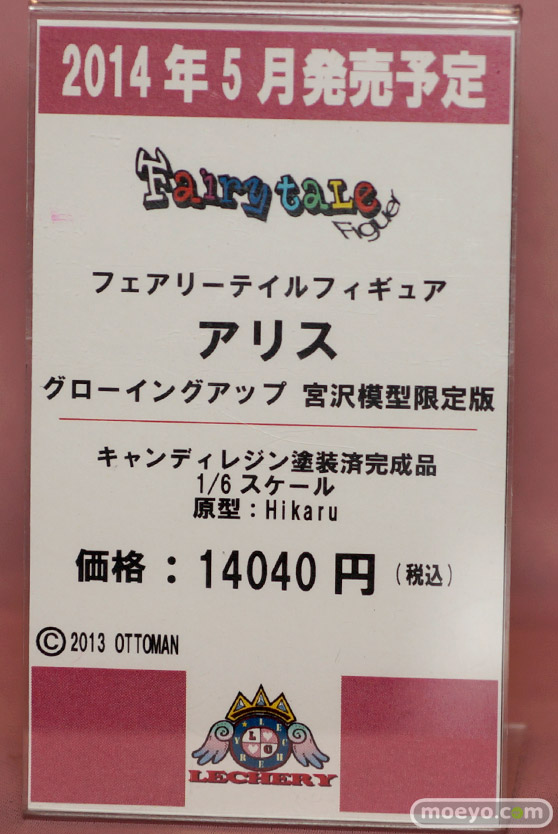 2014年5月発売予定
Fairy taLe
Figuer
フェアリーテイルフィギュア
アリス
グローイングアップ 宮沢模型限定版
キャンディレジン塗装済完成品
1/6スケール
原型：Hikaru
価格：14040円（税込）
©2013 OTTOMAN
LECHERY
moeyo.com